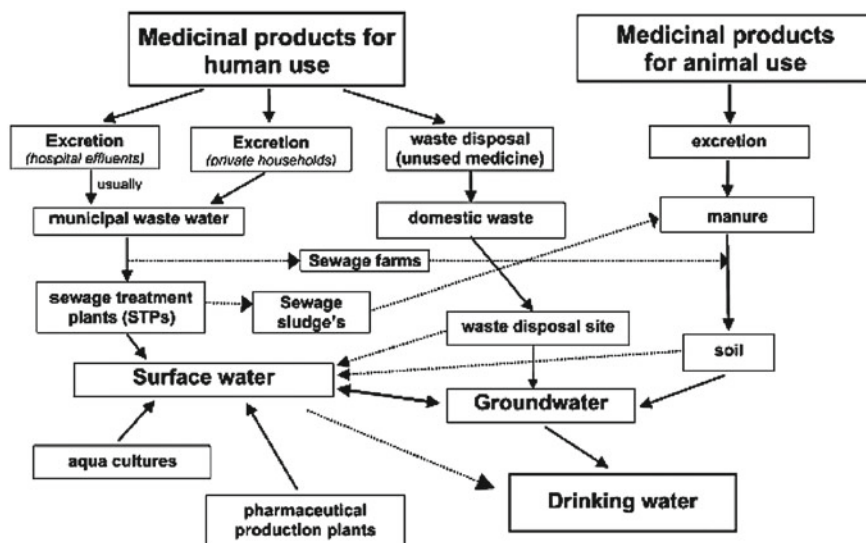 Medicinal products for
human use
Medicinal products
for animal use
Excretion
(hospital effluents)
Excretion
(private households)
waste disposal
(unused medicine)
excretion
usually
municipal waste water
domestic waste
manure
Sewage farms
sewage treatment
plants (STPs)
Sewage
sludge's
waste disposal site
soil
Surface water
Groundwater
aqua cultures
Drinking water
pharmaceutical
production plants